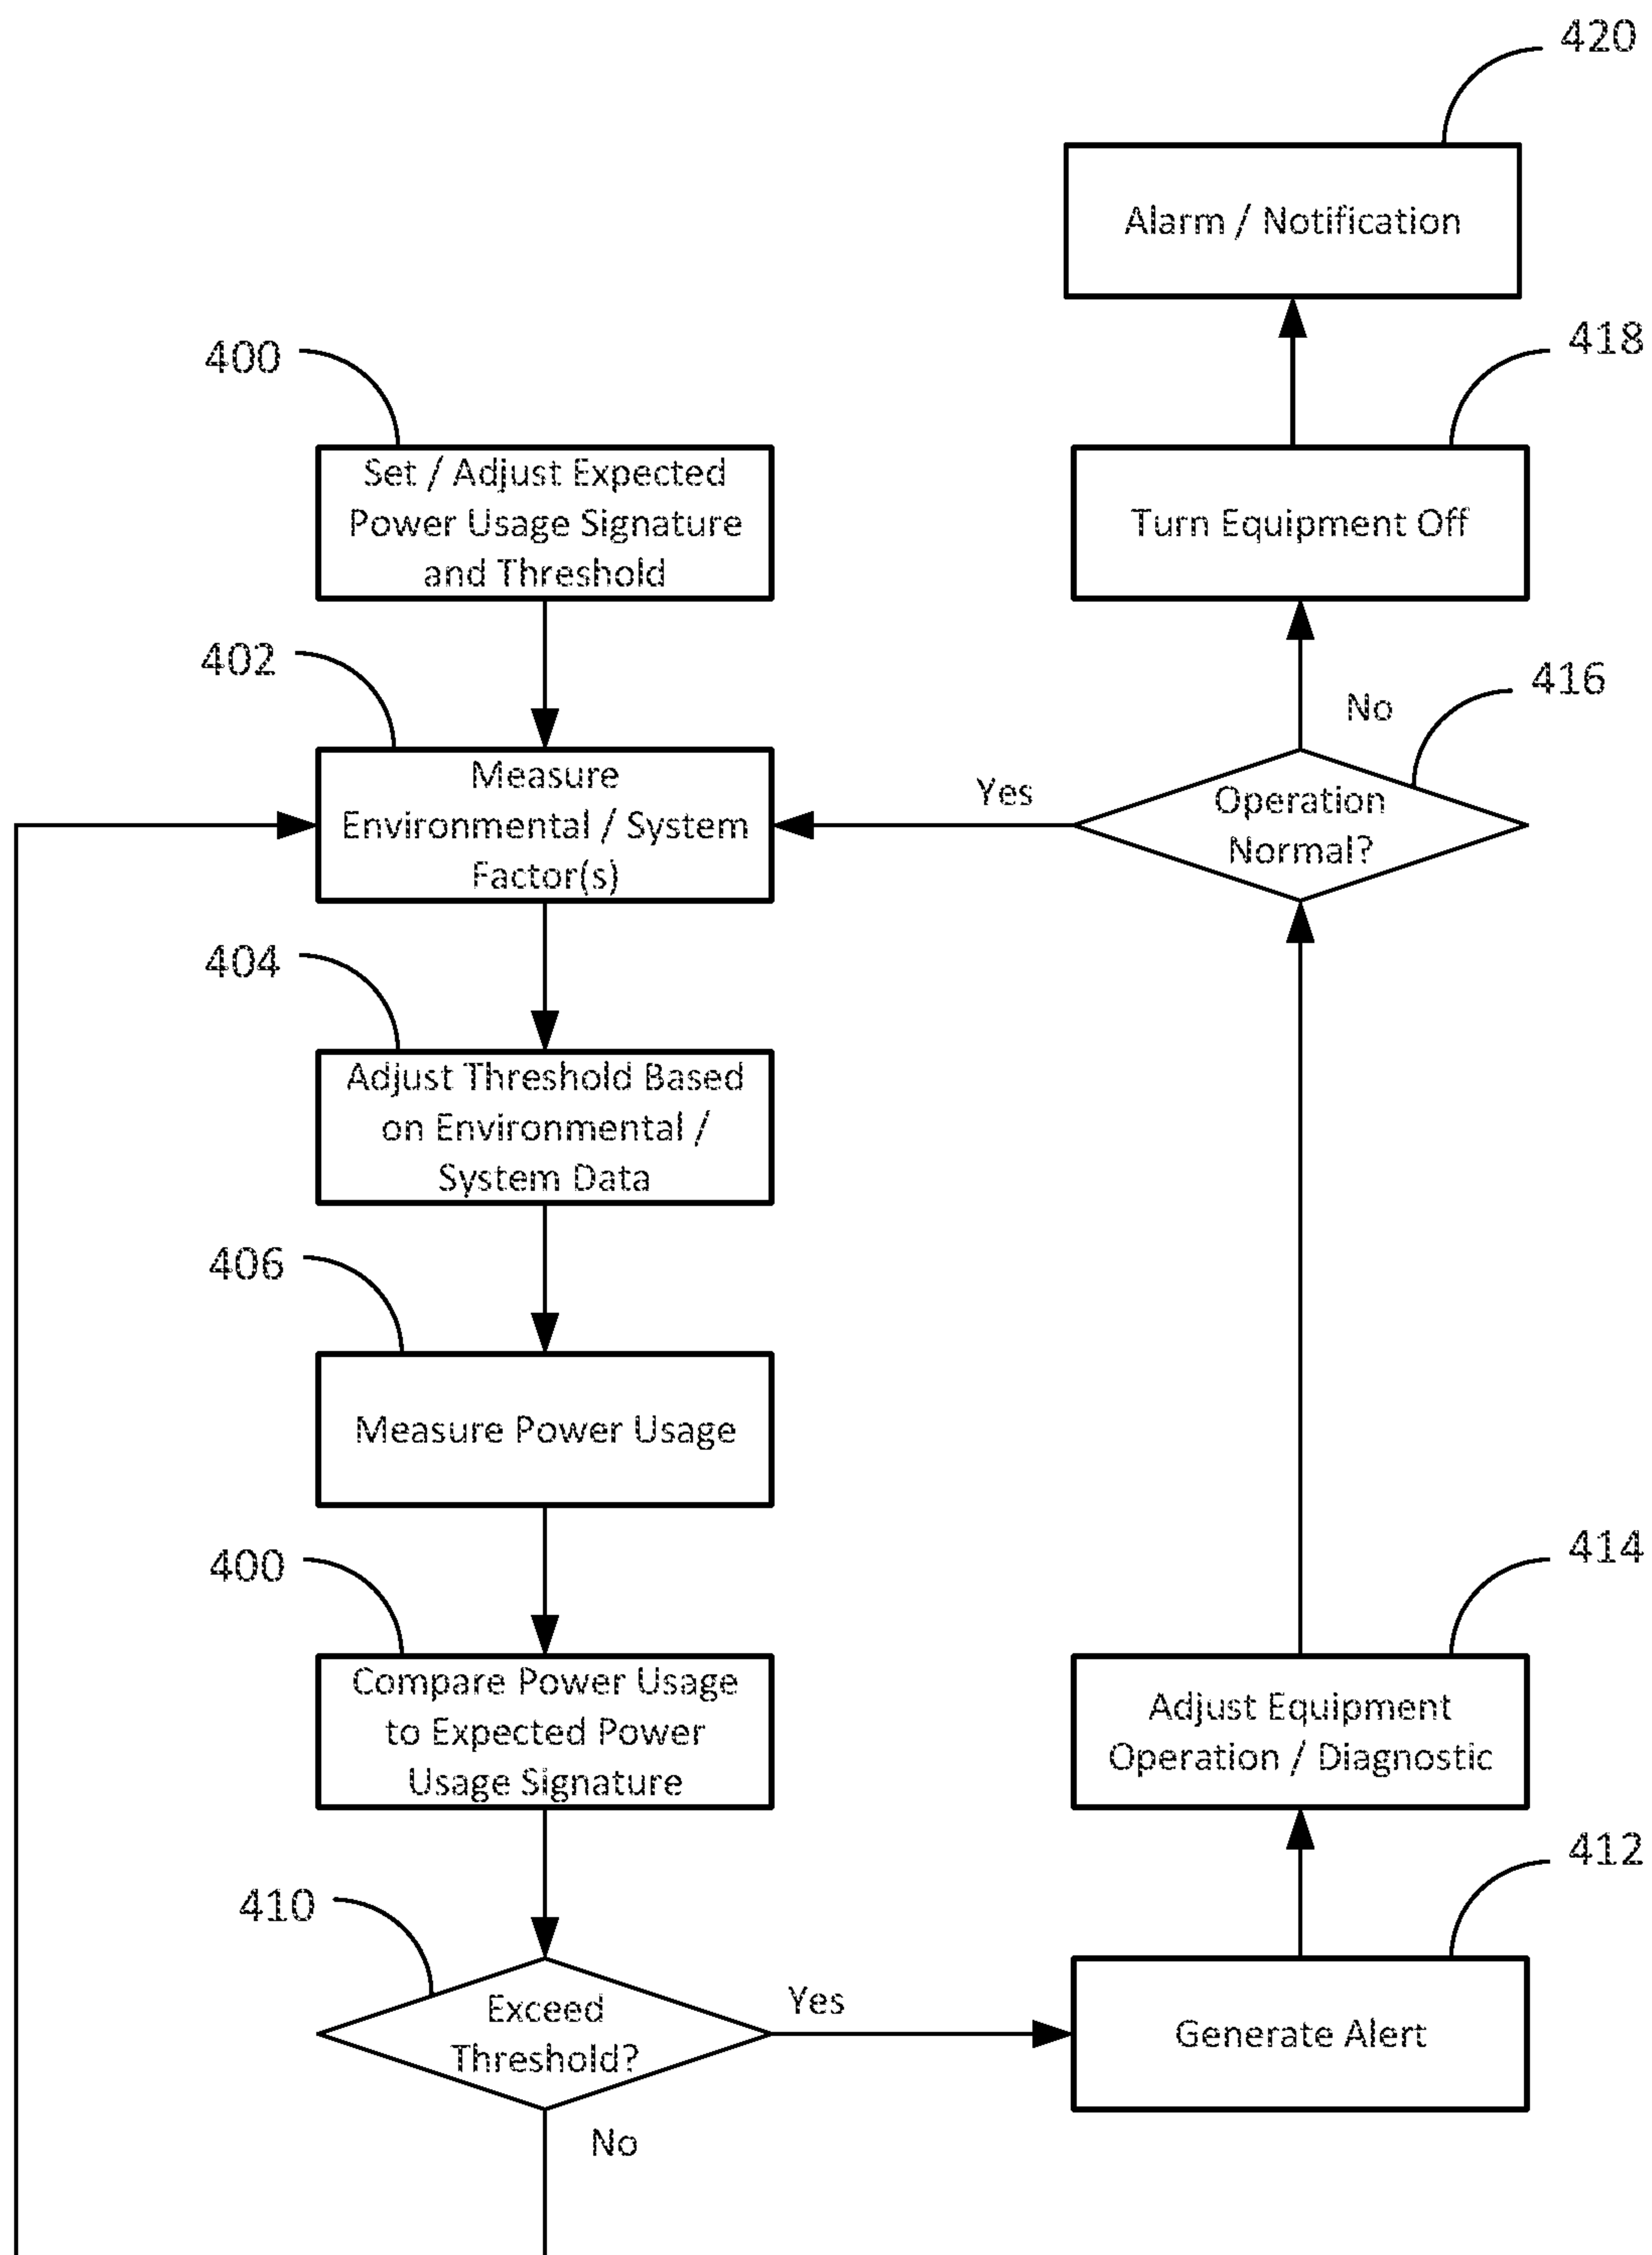 420
Alarm / Notification
418
Turn Equipment Off
400
Set / Adjust Expected
Power Usage Signature
and Threshold
402
Measure
Environmental / System
Factor(s)
416
No
Yes
Operation
Normal?
404
Adjust Threshold Based
on Environmental /
System Data
406
Measure Power Usage
400
Compare Power Usage
to Expected Power
Usage Signature
414
Adjust Equipment
Operation / Diagnostic
410
Exceed
Threshold?
Yes
No
412
Generate Alert